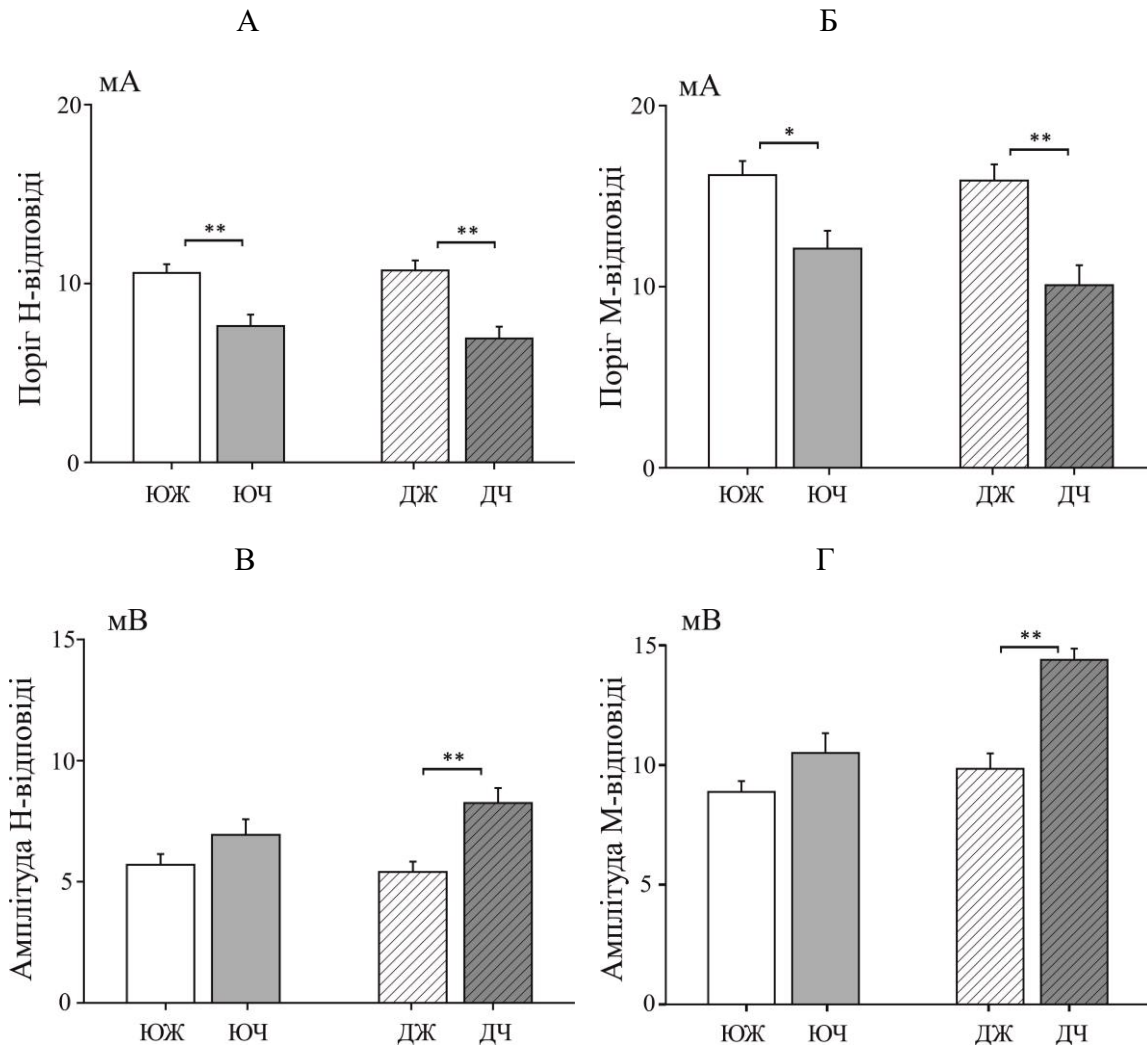 А
мА
20
10
0
Поріг Н-відповіді
**
**
ЮЖ ЮЧ ДЖ ДЧ
Б
мА
20
10
0
Поріг М-відповіді
*
**
ЮЖ ЮЧ ДЖ ДЧ
В
мВ
15
10
5
0
Амплітуда Н-відповіді
**
ЮЖ ЮЧ ДЖ ДЧ
Г
мВ
15
10
5
0
Амплітуда М-відповіді
**
ЮЖ ЮЧ ДЖ ДЧ